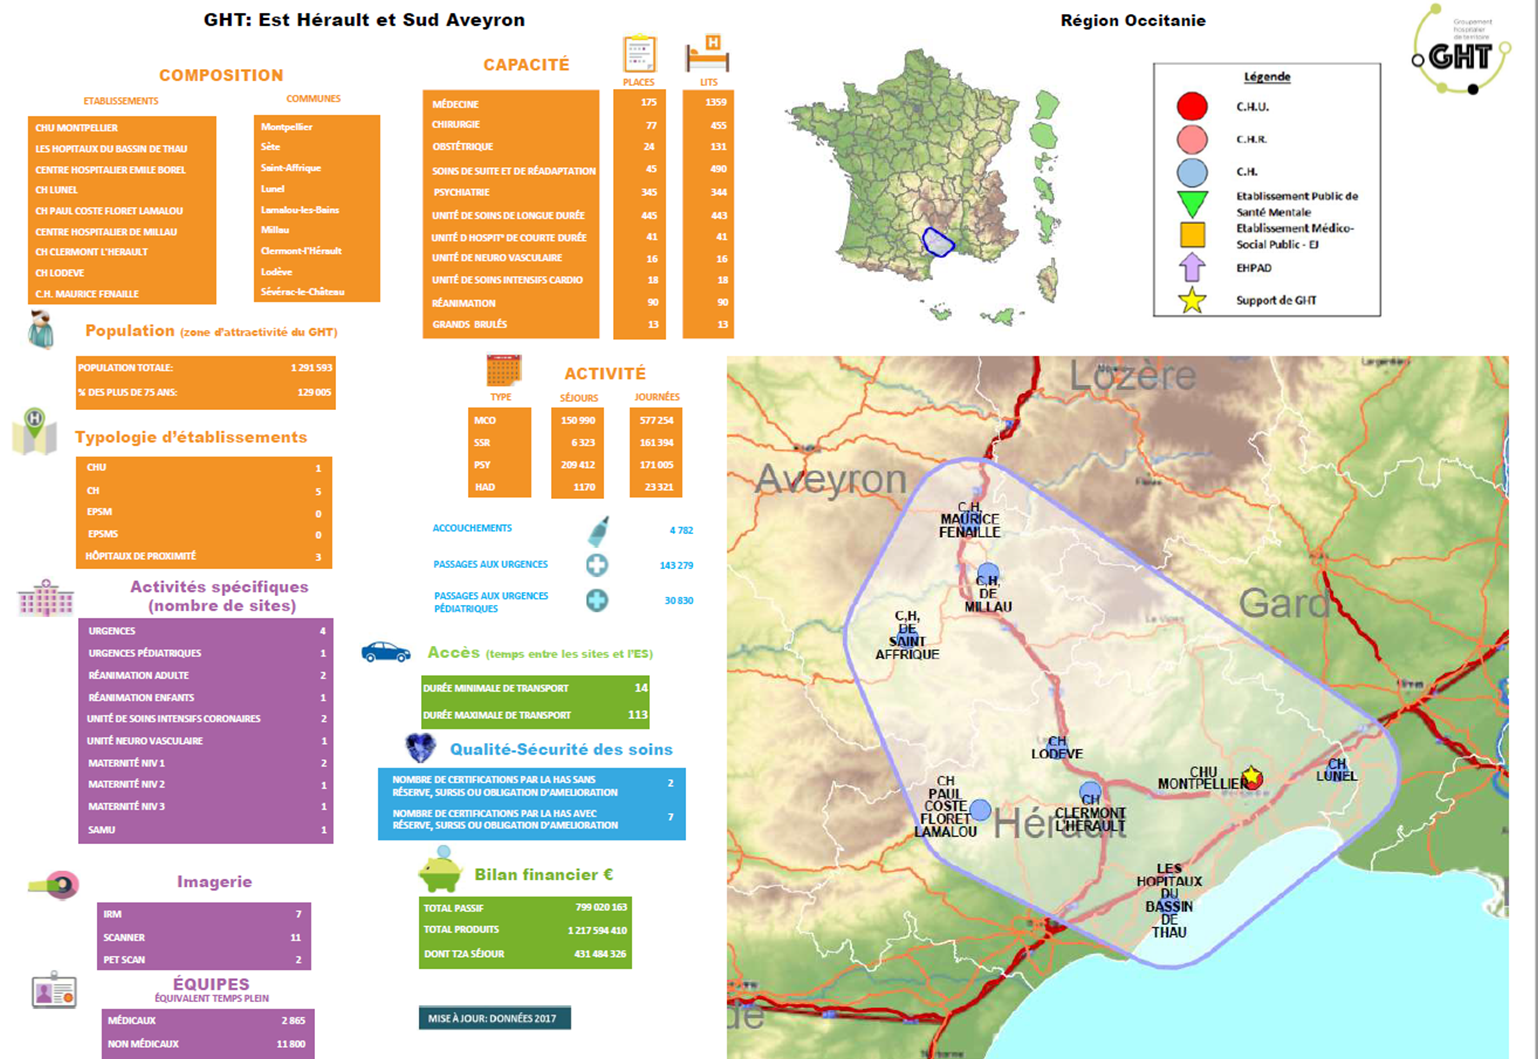 GHT: Est Hérault et Sud Aveyron
Région Occitanie
Groupement
hospitalier
de territoire
GHT
COMPOSITION
ETABLISSEMENTS COMMUNES
CHU MONTPELLIER Montpellier
LES HOPITAUX DU BASSIN DE THAU Sète
CENTRE HOSPITALIER EMILE BOREL Saint-Affrique
CH LUNEL Lunel
CH PAUL COSTE FLORET LAMALOU Lamalou-les-Bains
CENTRE HOSPITALIER DE MILLAU Millau
CH CLERMONT L'HERAULT Clermont-l'Hérault
CH LODEVE Lodève
C.H. MAURICE FENAILLE Sévérac-le-Château
Population (zone d'attractivité du GHT)
POPULATION TOTALE: 1 291 593
% DES PLUS DE 75 ANS: 129 005
Typologie d'établissements
CHU 1
CH 5
EPSM 0
EPSMS 0
HÔPITAUX DE PROXIMITÉ 3
Activités spécifiques
(nombre de sites)
URGENCES 4
URGENCES PÉDIATRIQUES 1
RÉANIMATION ADULTE 2
RÉANIMATION ENFANTS 1
UNITÉ DE SOINS INTENSIFS CORONAIRES 2
UNITÉ NEURO VASCULAIRE 1
MATERNITÉ NIV 1 2
MATERNITÉ NIV 2 1
MATERNITÉ NIV 3 1
SAMU 1
Imagerie
IRM 7
SCANNER 11
PET SCAN 2
ÉQUIPES
ÉQUIVALENT TEMPS PLEIN
MÉDICAUX 2 865
NON MÉDICAUX 11 800
CAPACITÉ
H
PLACES LITS
MÉDECINE 175 1359
CHIRURGIE 77 455
OBSTÉTRIQUE 24 131
SOINS DE SUITE ET DE RÉADAPTATION 45 490
PSYCHIATRIE 345 344
UNITÉ DE SOINS DE LONGUE DURÉE 445 443
UNITÉ D HOSPIT° DE COURTE DURÉE 41 41
UNITÉ DE NEURO VASCULAIRE 16 16
UNITÉ DE SOINS INTENSIFS CARDIO 18 18
RÉANIMATION 90 90
GRANDS BRULÉS 13 13
ACTIVITÉ
TYPE SÉJOURS JOURNÉES
MCO 150 990 577 254
SSR 6 323 161 394
PSY 209 412 171 005
HAD 1170 23 321
ACCOUCHEMENTS 4 782
PASSAGES AUX URGENCES 143 279
PASSAGES AUX URGENCES
PÉDIATRIQUES 30 830
Accès (temps entre les sites et l'ES)
DURÉE MINIMALE DE TRANSPORT 14
DURÉE MAXIMALE DE TRANSPORT 113
Qualité-Sécurité des soins
NOMBRE DE CERTIFICATIONS PAR LA HAS SANS
RÉSERVE, SURSIS OU OBLIGATION D'AMELIORATION 2
NOMBRE DE CERTIFICATIONS PAR LA HAS AVEC
RÉSERVE, SURSIS OU OBLIGATION D'AMELIORATION 7
Bilan financier €
TOTAL PASSIF 799 020 163
TOTAL PRODUITS 1 217 594 410
DONT T2A SÉJOUR 431 484 326
MISE À JOUR: DONNÉES 2017
Légende
C.H.U.
C.H.R.
C.H.
Etablissement Public de
Santé Mentale
Etablissement Médico-
Social Public - EJ
EHPAD
Support de GHT
Lozère
Aveyron
Gard
Hérault
C.H.
MAURICE
FENAILLE
C,H,
DE
MILLAU
C,H,
DE
SAINT
AFFRIQUE
CH
LODEVE
CHU
MONTPELLIER
CH
LUNEL
CH
PAUL
COSTE
FLORET
LAMALOU
CH
CLERMONT
L'HÉRAULT
LES
HOPITAUX
DU
BASSIN
DE
THAU